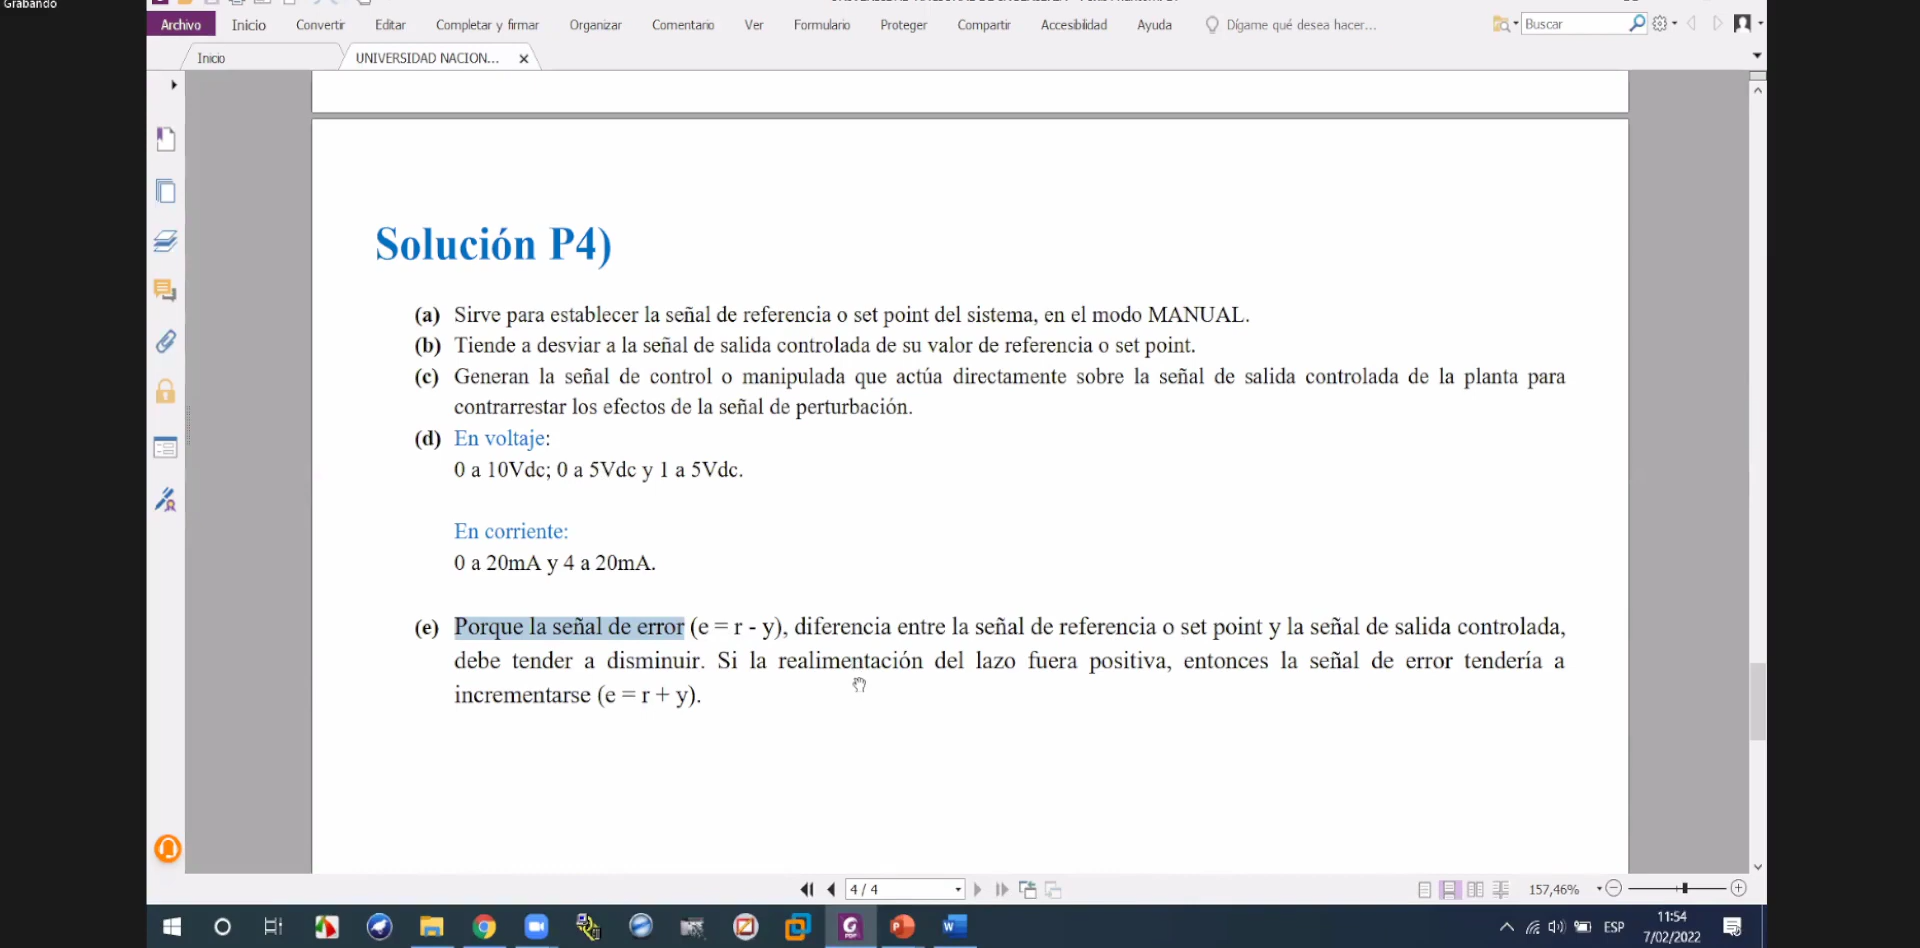 Grabando
Archivo Inicio Convertir Editar Completar y firmar Organizar Comentario Ver Formulario Proteger Compartir Accesibilidad Ayuda Dígame qué desea hacer... Buscar
Inicio UNIVERSIDAD NACION...
Solución P4)
(a) Sirve para establecer la señal de referencia o set point del sistema, en el modo MANUAL.
(b) Tiende a desviar a la señal de salida controlada de su valor de referencia o set point.
(c) Generan la señal de control o manipulada que actúa directamente sobre la señal de salida controlada de la planta para
contrarrestar los efectos de la señal de perturbación.
(d) En voltaje:
0 a 10Vdc; 0 a 5Vdc y 1 a 5Vdc.
En corriente:
0 a 20mA y 4 a 20mA.
(e) Porque la señal de error (e = r - y), diferencia entre la señal de referencia o set point y la señal de salida controlada,
debe tender a disminuir. Si la realimentación del lazo fuera positiva, entonces la señal de error tendería a
incrementarse (e = r + y).
4 / 4
157,46%
ESP
11:54
7/02/2022